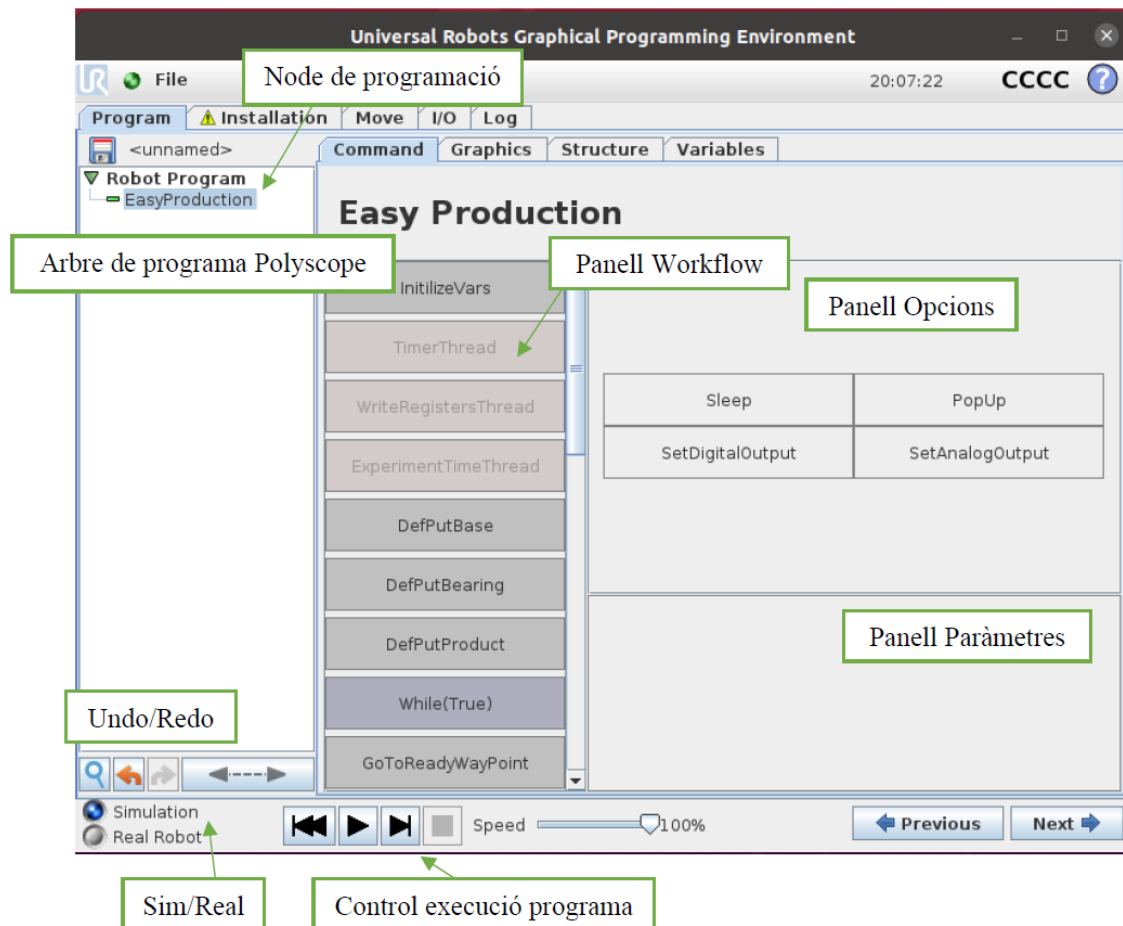 Universal Robots Graphical Programming Environment
UR
File
Node de programació
20:07:22
CCCC
?
Program
Installation
Move
I/O
Log
<unnamed>
Command
Graphics
Structure
Variables
Robot Program
EasyProduction
Easy Production
Arbre de programa Polyscope
Panell Workflow
Panell Opcions
InitilizeVars
TimerThread
WriteRegistersThread
ExperimentTimeThread
DefPutBase
DefPutBearing
DefPutProduct
While(True)
GoToReadyWayPoint
Sleep
PopUp
SetDigitalOutput
SetAnalogOutput
Panell Paràmetres
Undo/Redo
Simulation
Real Robot
Speed
100%
Previous
Next
Sim/Real
Control execució programa